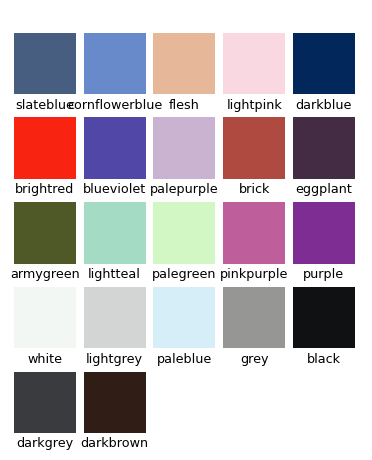 slateblue cornflowerblue flesh lightpink darkblue
brightred blueviolet palepurple brick eggplant
armygreen lightteal palegreen pinkpurple purple
white lightgrey paleblue grey black
darkgrey darkbrown